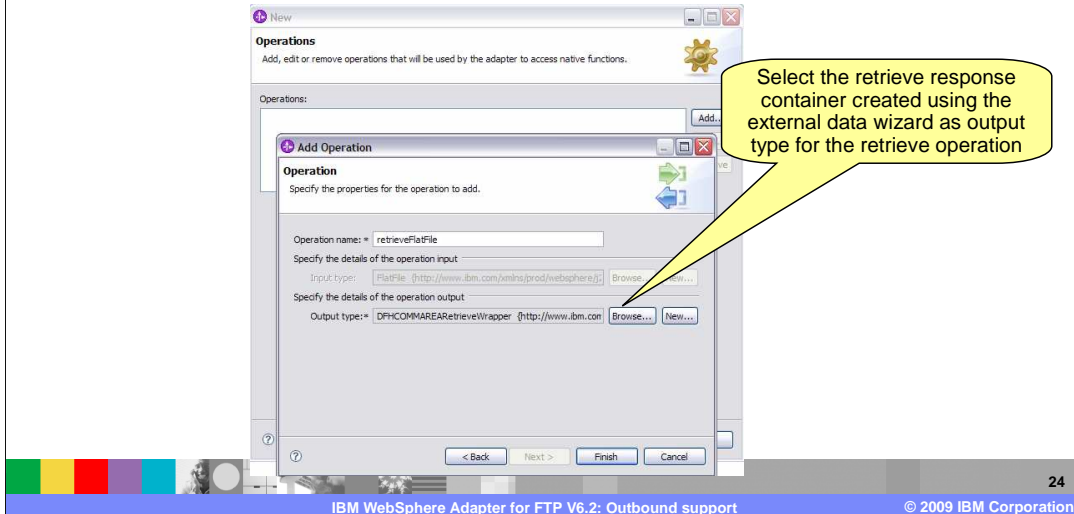 New
Operations
Add, edit or remove operations that will be used by the adapter to access native functions.
Operations:
Add..
Select the retrieve response
container created using the
external data wizard as output
type for the retrieve operation
Add Operation
Operation
Specify the properties for the operation to add.
Operation name: * retrieveFlatFile
Specify the details of the operation input
Input type: FlatFile {http://www.ibm.com/xmlns/prod/websphere/j2 Browse... New...
Specify the details of the operation output
Output type:* DFHCOMMAREARetrieveWrapper {http://www.ibm.com Browse... New...
< Back Next > Finish Cancel
24
IBM WebSphere Adapter for FTP V6.2: Outbound support © 2009 IBM Corporation